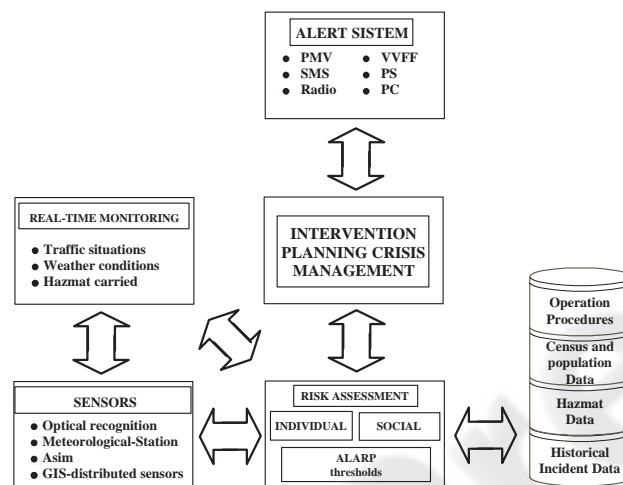 ALERT SISTEM
● PMV
● SMS
● Radio
● VVFF
● PS
● PC
REAL-TIME MONITORING
● Traffic situations
● Weather conditions
● Hazmat carried
INTERVENTION
PLANNING CRISIS
MANAGEMENT
SENSORS
● Optical recognition
● Meteorological-Station
● Asim
● GIS-distributed sensors
RISK ASSESSMENT
INDIVIDUAL
SOCIAL
ALARP
thresholds
Operation
Procedures
Census and
population
Data
Hazmat
Data
Historical
Incident Data